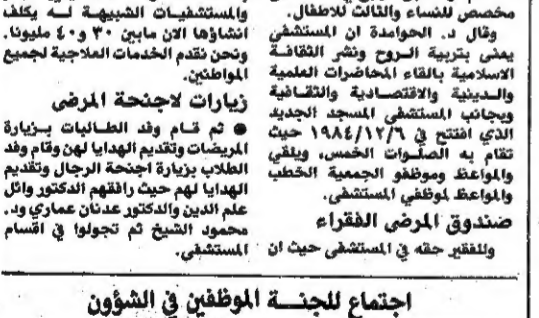 مخصص للنساء والثالث للاطفال.
وقال د. الحوامدة ان المستشفى
يعنى بتربية الروح ونشر الثقافة
الاسلامية بالقاء المحاضرات العلمية
والدينية والاقتصادية والثقافية
وبجانب المستشفى المسجد الجديد
الذي افتتح في ١٩٨٤/١٢/٦ حيث
تقام به الصلوات الخمس، ويلقي
والمواعظ وموظفو الجمعية الخطب
والمواعظ لموظفي المستشفى.
صندوق المرضى الفقراء
وللفقير حقه في المستشفى حيث ان
والمستشفيات الشبيهة له يكلف
انشاؤها الان مابين ٣٠ و٤٠ مليونا.
ونحن نقدم الخدمات العلاجية لجميع
المواطنين.
زيارات لاجنحة المرضى
● ثم قام وفد الطالبات بزيارة
المريضات وتقديم الهدايا لهن وقام وفد
الطلاب بزيارة اجنحة الرجال وتقديم
الهدايا لهم حيث رافقهم الدكتور وائل
علم الدين والدكتور عدنان عماري ود.
محمود الشيخ ثم تجولوا في اقسام
المستشفى.
اجتماع للجنة الموظفين في الشؤون